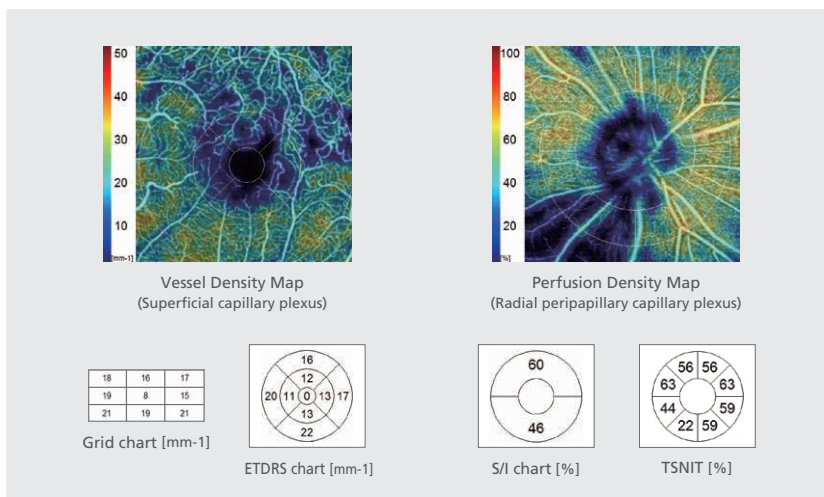 50
40
30
20
10
[mm-1]
100
80
60
40
20
[%]
Vessel Density Map
(Superficial capillary plexus)
Perfusion Density Map
(Radial peripapillary capillary plexus)
18 16 17
19 8 15
21 19 21
Grid chart [mm-1]
16
12
20 11 0 13 17
13
22
ETDRS chart [mm-1]
60
46
S/I chart [%]
56 56
63 63
44 59
22 59
TSNIT [%]